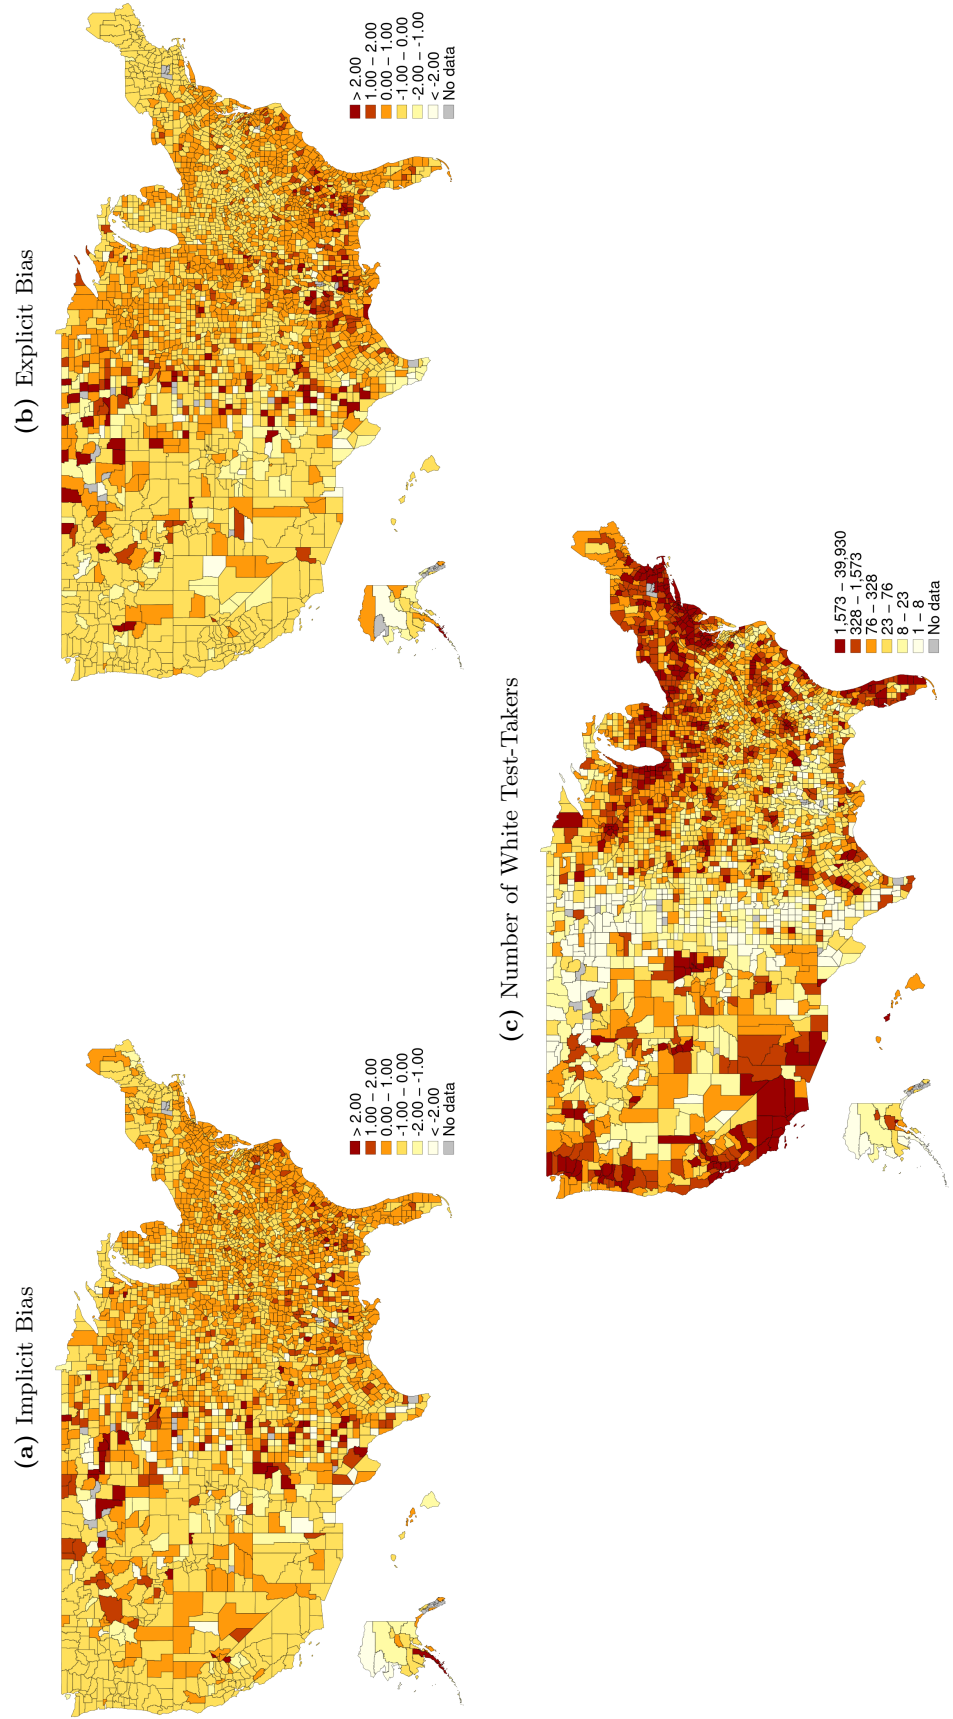 (a) Implicit Bias
> 2.00
1.00 – 2.00
0.00 – 1.00
-1.00 – 0.00
-2.00 – -1.00
< -2.00
No data
(b) Explicit Bias
> 2.00
1.00 – 2.00
0.00 – 1.00
-1.00 – 0.00
-2.00 – -1.00
< -2.00
No data
(c) Number of White Test-Takers
1,573 – 39,930
328 – 1,573
76 – 328
23 – 76
8 – 23
1 – 8
No data